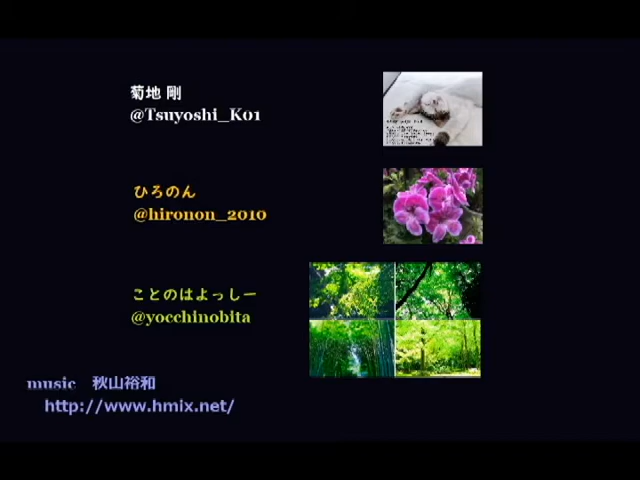 菊地 剛
@Tsuyoshi_K01
ひろのん
@hironon_2010
ことのはよっしー
@yocchinobita
music　秋山裕和
http://www.hmix.net/